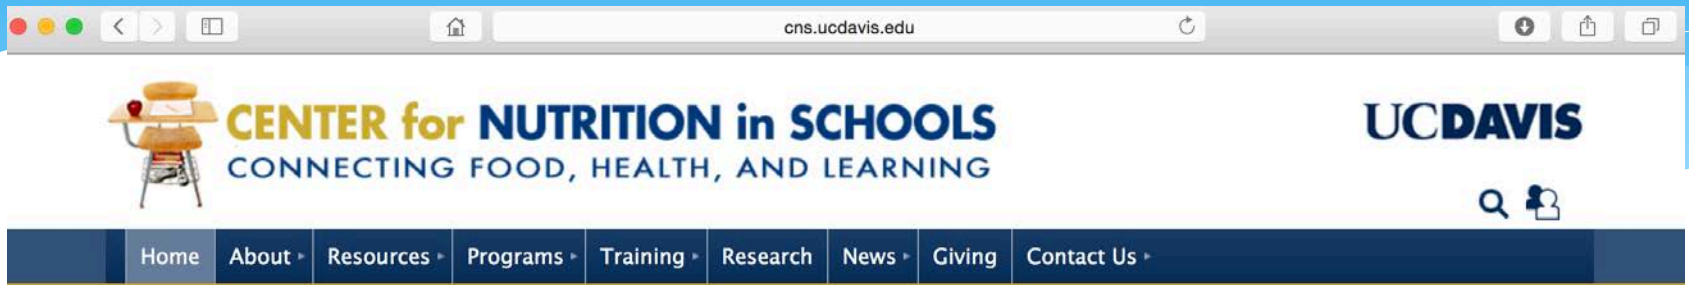 cns.ucdavis.edu
CENTER for NUTRITION in SCHOOLS
CONNECTING FOOD, HEALTH, AND LEARNING
UCDAVIS
Home About Resources Programs Training Research News Giving Contact Us